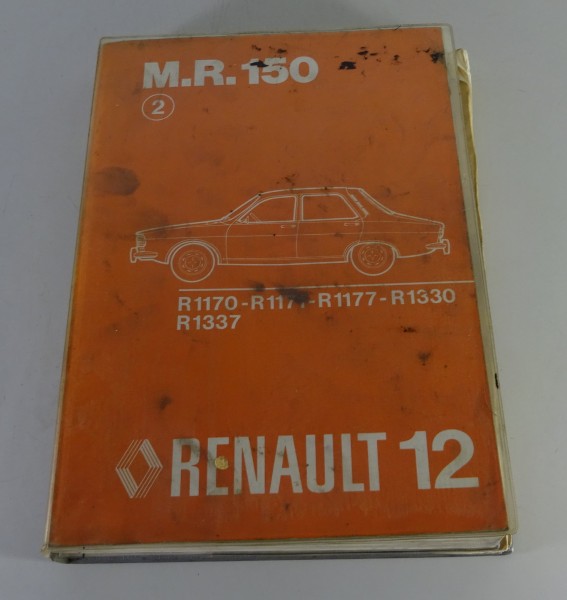 M.R. 150
2
R1170-R1171-R1177-R1330
R1337
RENAULT 12